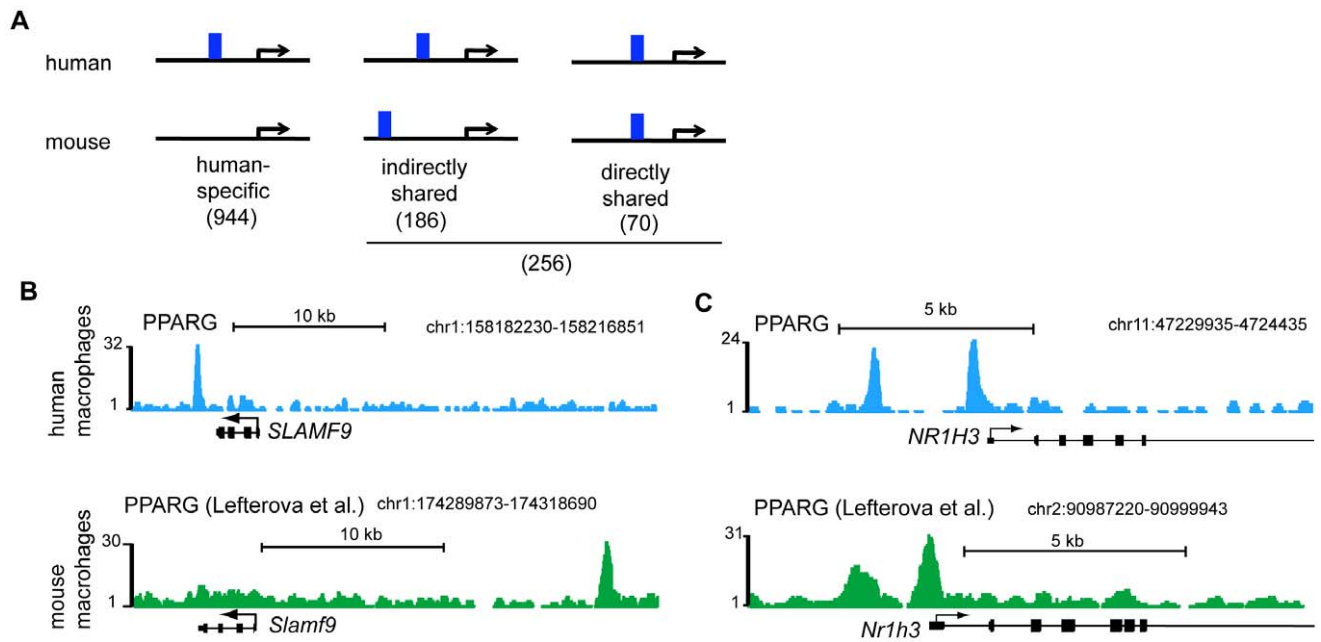 A
human
mouse
human-
specific
(944)
indirectly
shared
(186)
directly
shared
(70)
(256)
B
human
macrophages
PPARG
10 kb
chr1:158182230-158216851
32
1
SLAMF9
mouse
macrophages
PPARG (Lefterova et al.)
chr1:174289873-174318690
10 kb
30
1
Slamf9
C
PPARG
5 kb
chr11:47229935-4724435
24
1
NR1H3
PPARG (Lefterova et al.)
chr2:90987220-90999943
5 kb
31
1
Nr1h3